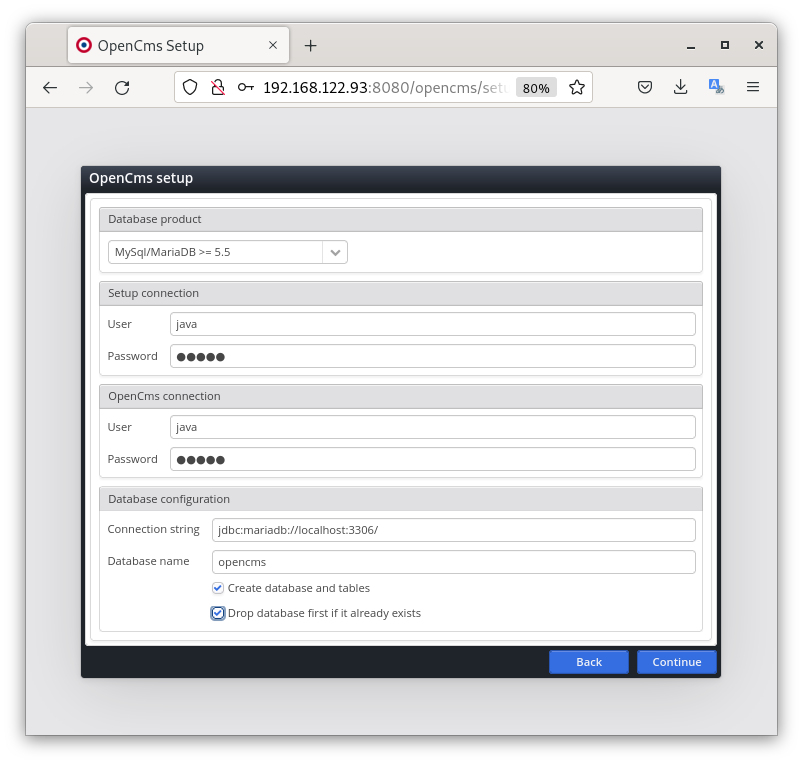 OpenCms Setup
192.168.122.93:8080/opencms/setu
80%
OpenCms setup
Database product
MySql/MariaDB >= 5.5
Setup connection
User
java
Password
●●●●●
OpenCms connection
User
java
Password
●●●●●
Database configuration
Connection string
jdbc:mariadb://localhost:3306/
Database name
opencms
Create database and tables
Drop database first if it already exists
Back
Continue